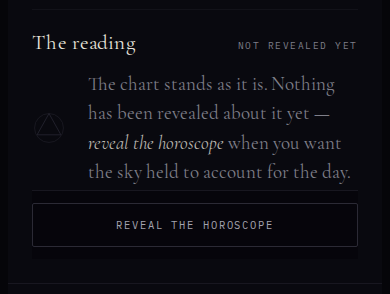 The reading
NOT REVEALED YET
The chart stands as it is. Nothing
has been revealed about it yet —
reveal the horoscope when you want
the sky held to account for the day.
REVEAL THE HOROSCOPE